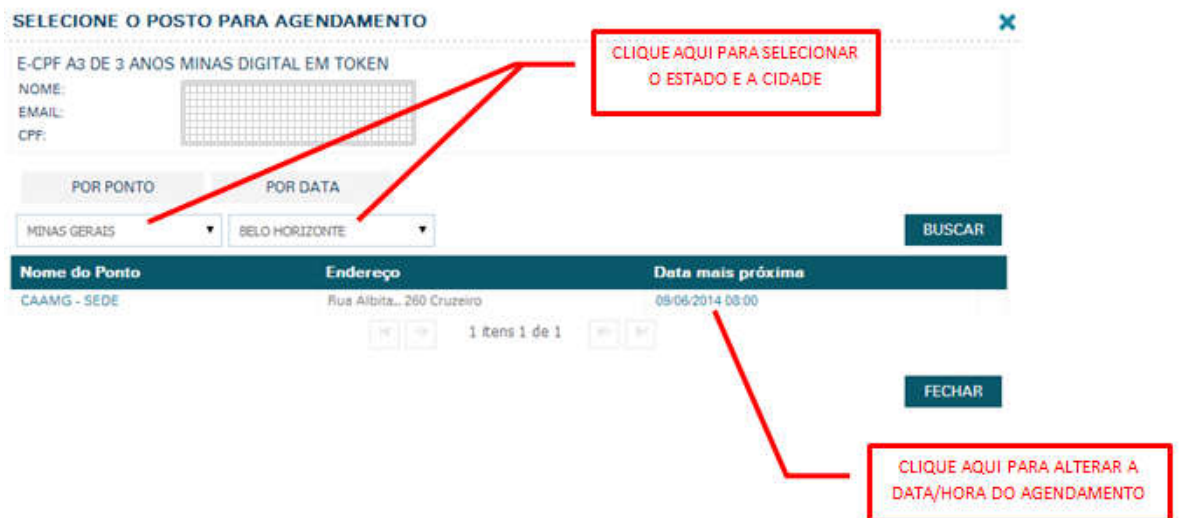 SELECIONE O POSTO PARA AGENDAMENTO
CLIQUE AQUI PARA SELECIONAR
O ESTADO E A CIDADE
E-CPF A3 DE 3 ANOS MINAS DIGITAL EM TOKEN
NOME:
EMAIL:
CPF:
POR PONTO POR DATA
MINAS GERAIS BELO HORIZONTE BUSCAR
Nome do Ponto Endereço Data mais próxima
CAAMG - SEDE Rua Albita,, 260 Cruzeiro 09/06/2014 08:00
1 itens 1 de 1
FECHAR
CLIQUE AQUI PARA ALTERAR A
DATA/HORA DO AGENDAMENTO